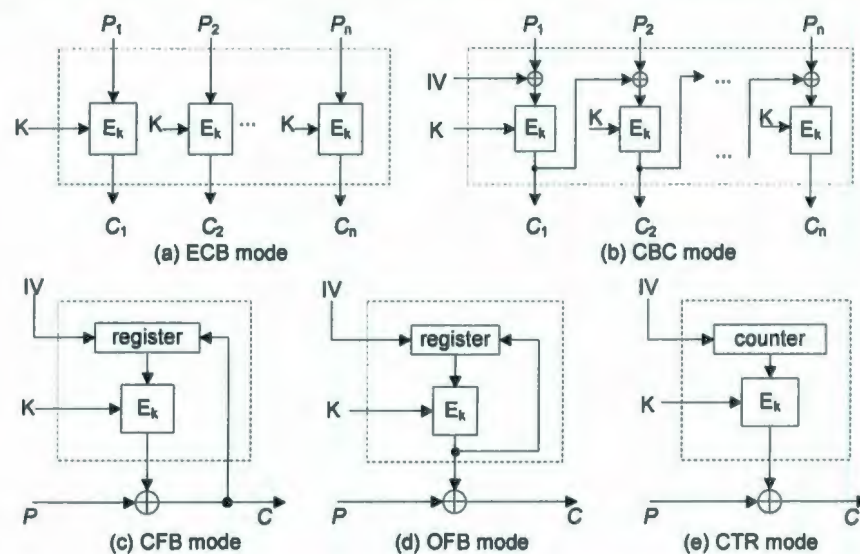 P1 P2 Pn
K Ek K Ek ... K Ek
C1 C2 Cn
(a) ECB mode
P1 P2 Pn
IV ...
K Ek K Ek ... K Ek
C1 C2 Cn
(b) CBC mode
IV
register
K Ek
P C
(c) CFB mode
IV
register
K Ek
P C
(d) OFB mode
IV
counter
K Ek
P C
(e) CTR mode